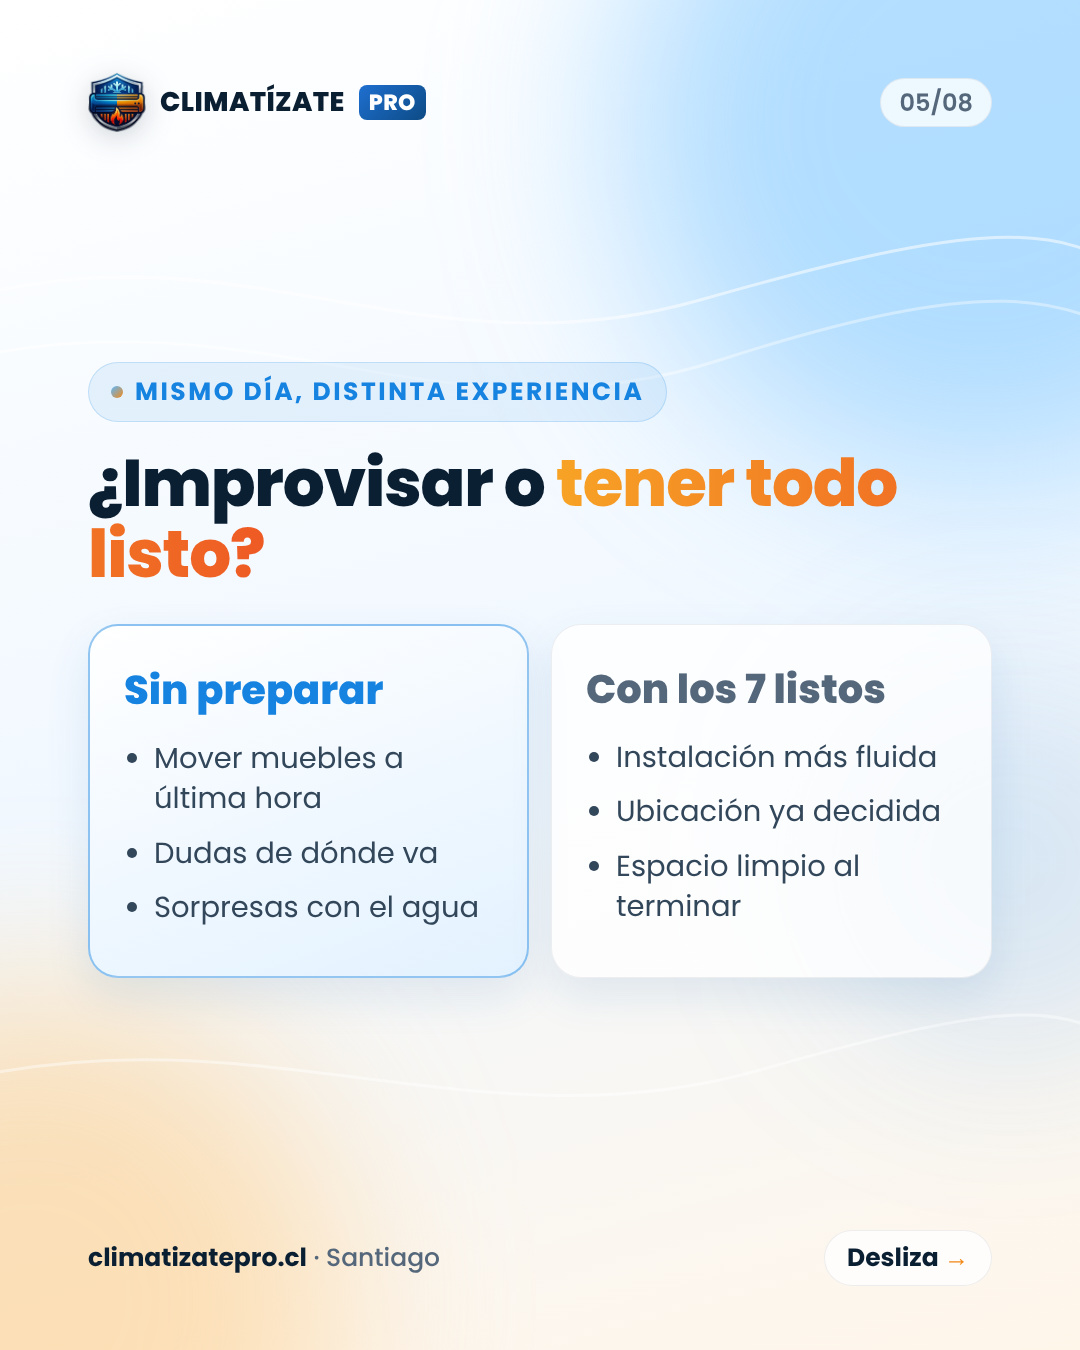 CLIMATÍZATE PRO
05/08
MISMO DÍA, DISTINTA EXPERIENCIA
¿Improvisar o tener todo
listo?
Sin preparar
• Mover muebles a
última hora
• Dudas de dónde va
• Sorpresas con el agua
Con los 7 listos
• Instalación más fluida
• Ubicación ya decidida
• Espacio limpio al
terminar
climatizatepro.cl · Santiago
Desliza →